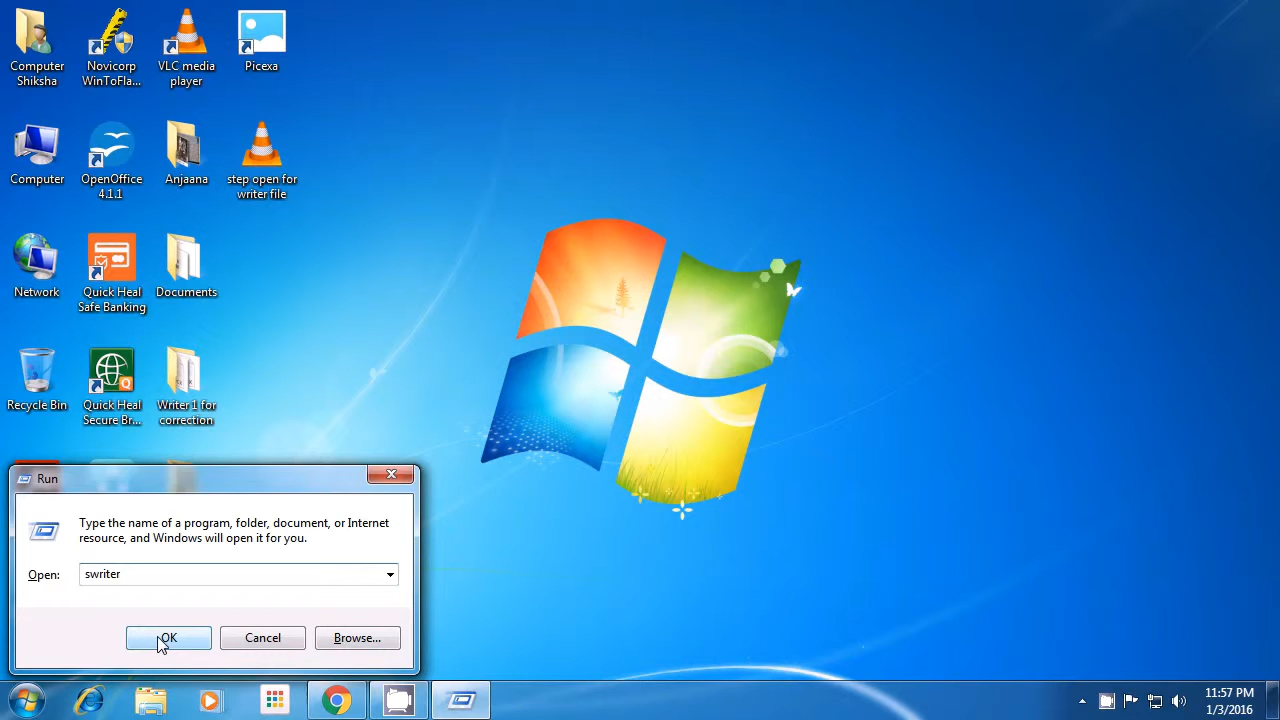 Computer
Shiksha
Novicorp
WinToFla...
VLC media
player
Picexa
Computer
OpenOffice
4.1.1
Anjaana
step open for
writer file
Network
Quick Heal
Safe Banking
Documents
Recycle Bin
Quick Heal
Secure Br...
Writer 1 for
correction
Run
Type the name of a program, folder, document, or Internet
resource, and Windows will open it for you.
Open:
swriter
OK
Cancel
Browse...
11:57 PM
1/3/2016